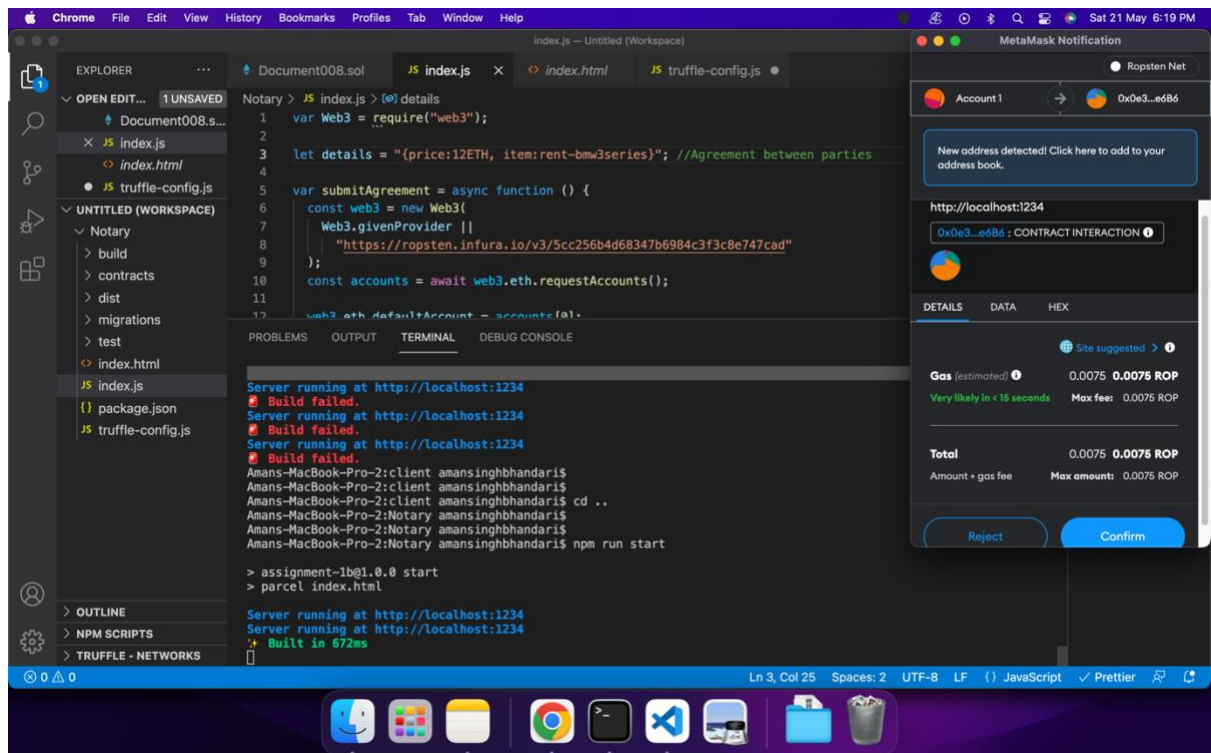 Chrome File Edit View History Bookmarks Profiles Tab Window Help
Sat 21 May 6:19 PM
index.js — Untitled (Workspace)
EXPLORER
OPEN EDIT... 1 UNSAVED
Document008.s...
JS index.js
index.html
JS truffle-config.js
UNTITLED (WORKSPACE)
Notary
build
contracts
dist
migrations
test
index.html
JS index.js
{} package.json
JS truffle-config.js
OUTLINE
NPM SCRIPTS
TRUFFLE - NETWORKS
Document008.sol
JS index.js
index.html
JS truffle-config.js
Notary > JS index.js > details
1 var Web3 = require("web3");
2
3 let details = "{price:12ETH, item:rent-bmw3series}"; //Agreement between parties
4
5 var submitAgreement = async function () {
6 const web3 = new Web3(
7 Web3.givenProvider ||
8 "https://ropsten.infura.io/v3/5cc256b4d68347b6984c3f3c8e747cad"
9 );
10 const accounts = await web3.eth.requestAccounts();
11
12 web3.eth.defaultAccount = accounts[0];
PROBLEMS OUTPUT TERMINAL DEBUG CONSOLE
Server running at http://localhost:1234
Build failed.
Server running at http://localhost:1234
Build failed.
Server running at http://localhost:1234
Build failed.
Amans-MacBook-Pro-2:client amansinghbhandari$
Amans-MacBook-Pro-2:client amansinghbhandari$
Amans-MacBook-Pro-2:client amansinghbhandari$ cd ..
Amans-MacBook-Pro-2:Notary amansinghbhandari$
Amans-MacBook-Pro-2:Notary amansinghbhandari$
Amans-MacBook-Pro-2:Notary amansinghbhandari$ npm run start
> assignment-1b@1.0.0 start
> parcel index.html
Server running at http://localhost:1234
Server running at http://localhost:1234
Built in 672ms
MetaMask Notification
Ropsten Net
Account 1
0x0e3...e6B6
New address detected! Click here to add to your
address book.
http://localhost:1234
0x0e3...e6B6 : CONTRACT INTERACTION
DETAILS DATA HEX
Site suggested >
Gas (estimated) 0.0075 0.0075 ROP
Very likely in < 15 seconds Max fee: 0.0075 ROP
Total 0.0075 0.0075 ROP
Amount + gas fee Max amount: 0.0075 ROP
Reject Confirm
0 0
Ln 3, Col 25 Spaces: 2 UTF-8 LF {} JavaScript Prettier